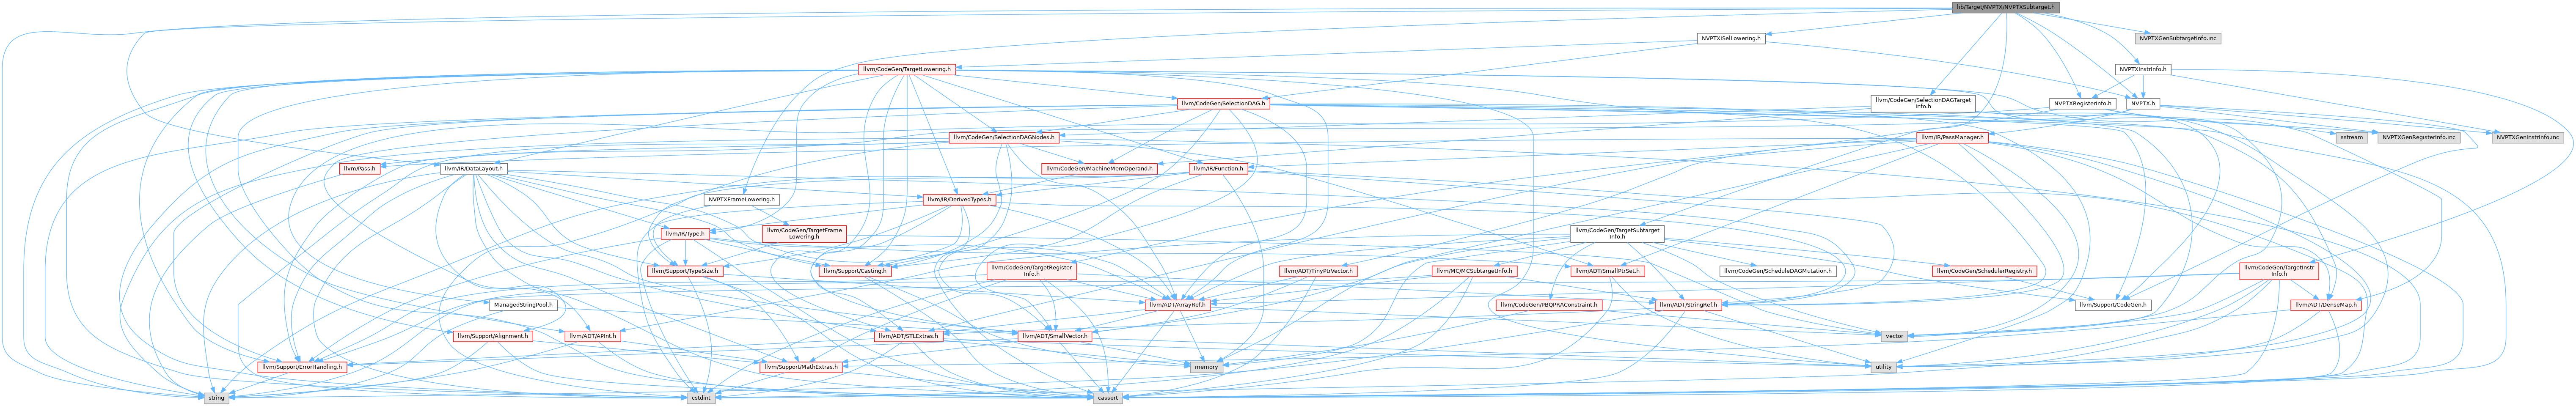 lib/Target/NVPTX/NVPTXSubtarget.h
NVPTXISelLowering.h
NVPTXGenSubtargetInfo.inc
llvm/CodeGen/TargetLowering.h
NVPTXInstrInfo.h
llvm/CodeGen/SelectionDAG.h
llvm/CodeGen/SelectionDAGTarget
Info.h
NVPTXRegisterInfo.h
NVPTX.h
llvm/CodeGen/SelectionDAGNodes.h
llvm/IR/PassManager.h
sstream
NVPTXGenRegisterInfo.inc
NVPTXGenInstrInfo.inc
llvm/Pass.h
llvm/IR/DataLayout.h
llvm/CodeGen/MachineMemOperand.h
llvm/IR/Function.h
NVPTXFrameLowering.h
llvm/IR/DerivedTypes.h
llvm/IR/Type.h
llvm/CodeGen/TargetFrame
Lowering.h
llvm/CodeGen/TargetSubtarget
Info.h
llvm/Support/TypeSize.h
llvm/Support/Casting.h
llvm/CodeGen/TargetRegister
Info.h
llvm/ADT/TinyPtrVector.h
llvm/MC/MCSubtargetInfo.h
llvm/ADT/SmallPtrSet.h
llvm/CodeGen/ScheduleDAGMutation.h
llvm/CodeGen/SchedulerRegistry.h
llvm/CodeGen/TargetInstr
Info.h
ManagedStringPool.h
llvm/ADT/ArrayRef.h
llvm/CodeGen/PBQPRAConstraint.h
llvm/ADT/StringRef.h
llvm/Support/CodeGen.h
llvm/ADT/DenseMap.h
llvm/Support/Alignment.h
llvm/ADT/APInt.h
llvm/ADT/STLExtras.h
llvm/ADT/SmallVector.h
vector
llvm/Support/ErrorHandling.h
llvm/Support/MathExtras.h
memory
utility
string
cstdint
cassert